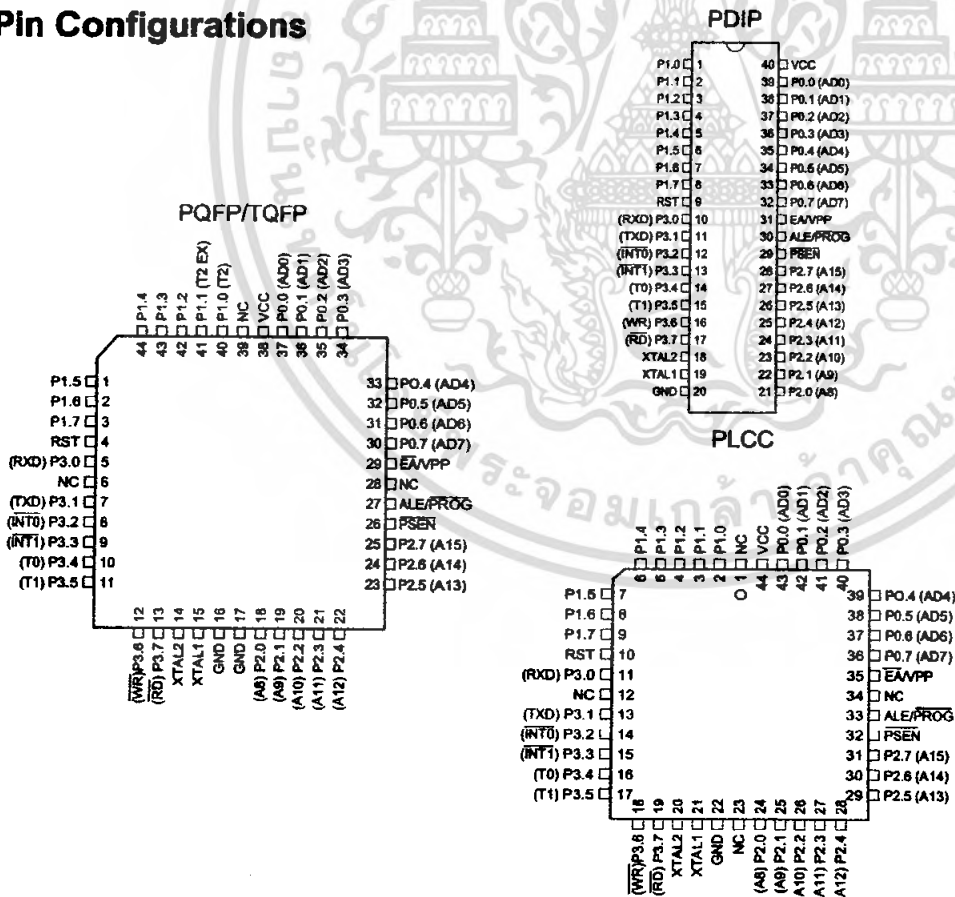 Pin Configurations
PDIP
P1.0 1
P1.1 2
P1.2 3
P1.3 4
P1.4 5
P1.5 6
P1.6 7
P1.7 8
RST 9
(RXD) P3.0 10
(TXD) P3.1 11
(INT0) P3.2 12
(INT1) P3.3 13
(T0) P3.4 14
(T1) P3.5 15
(WR) P3.6 16
(RD) P3.7 17
XTAL2 18
XTAL1 19
GND 20
40 VCC
39 P0.0 (AD0)
38 P0.1 (AD1)
37 P0.2 (AD2)
36 P0.3 (AD3)
35 P0.4 (AD4)
34 P0.5 (AD5)
33 P0.6 (AD6)
32 P0.7 (AD7)
31 EA/VPP
30 ALE/PROG
29 PSEN
28 P2.7 (A15)
27 P2.6 (A14)
26 P2.5 (A13)
25 P2.4 (A12)
24 P2.3 (A11)
23 P2.2 (A10)
22 P2.1 (A9)
21 P2.0 (A8)
PQFP/TQFP
44 P1.4
43 P1.3
42 P1.2
41 P1.1 (T2 EX)
40 P1.0 (T2)
39 NC
38 VCC
37 P0.0 (AD0)
36 P0.1 (AD1)
35 P0.2 (AD2)
34 P0.3 (AD3)
P1.5 1
P1.6 2
P1.7 3
RST 4
(RXD) P3.0 5
NC 6
(TXD) P3.1 7
(INT0) P3.2 8
(INT1) P3.3 9
(T0) P3.4 10
(T1) P3.5 11
33 P0.4 (AD4)
32 P0.5 (AD5)
31 P0.6 (AD6)
30 P0.7 (AD7)
29 EA/VPP
28 NC
27 ALE/PROG
26 PSEN
25 P2.7 (A15)
24 P2.6 (A14)
23 P2.5 (A13)
(WR) P3.6 12
(RD) P3.7 13
XTAL2 14
XTAL1 15
GND 16
GND 17
(A8) P2.0 18
(A9) P2.1 19
(A10) P2.2 20
(A11) P2.3 21
(A12) P2.4 22
PLCC
6 P1.4
5 P1.3
4 P1.2
3 P1.1
2 P1.0
1 NC
44 VCC
43 P0.0 (AD0)
42 P0.1 (AD1)
41 P0.2 (AD2)
40 P0.3 (AD3)
P1.5 7
P1.6 8
P1.7 9
RST 10
(RXD) P3.0 11
NC 12
(TXD) P3.1 13
(INT0) P3.2 14
(INT1) P3.3 15
(T0) P3.4 16
(T1) P3.5 17
39 P0.4 (AD4)
38 P0.5 (AD5)
37 P0.6 (AD6)
36 P0.7 (AD7)
35 EA/VPP
34 NC
33 ALE/PROG
32 PSEN
31 P2.7 (A15)
30 P2.6 (A14)
29 P2.5 (A13)
(WR) P3.6 18
(RD) P3.7 19
XTAL2 20
XTAL1 21
GND 22
NC 23
(A8) P2.0 24
(A9) P2.1 25
A10) P2.2 26
A11) P2.3 27
A12) P2.4 28